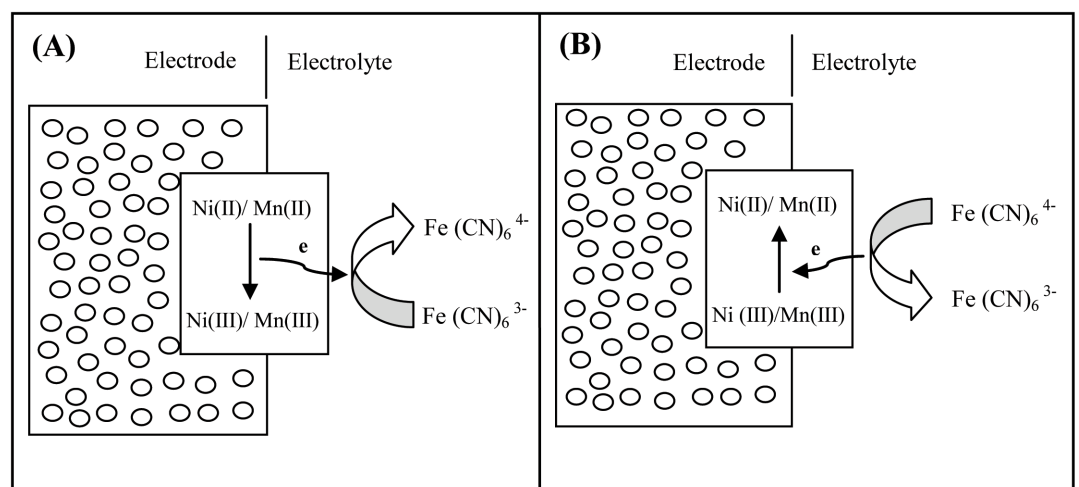 (A)
Electrode
Electrolyte
Ni(II)/ Mn(II)
e
Ni(III)/ Mn(III)
Fe (CN)₆ ⁴⁻
Fe (CN)₆ ³⁻
(B)
Electrode
Electrolyte
Ni(II)/ Mn(II)
e
Ni (III)/Mn(III)
Fe (CN)₆ ⁴⁻
Fe (CN)₆ ³⁻